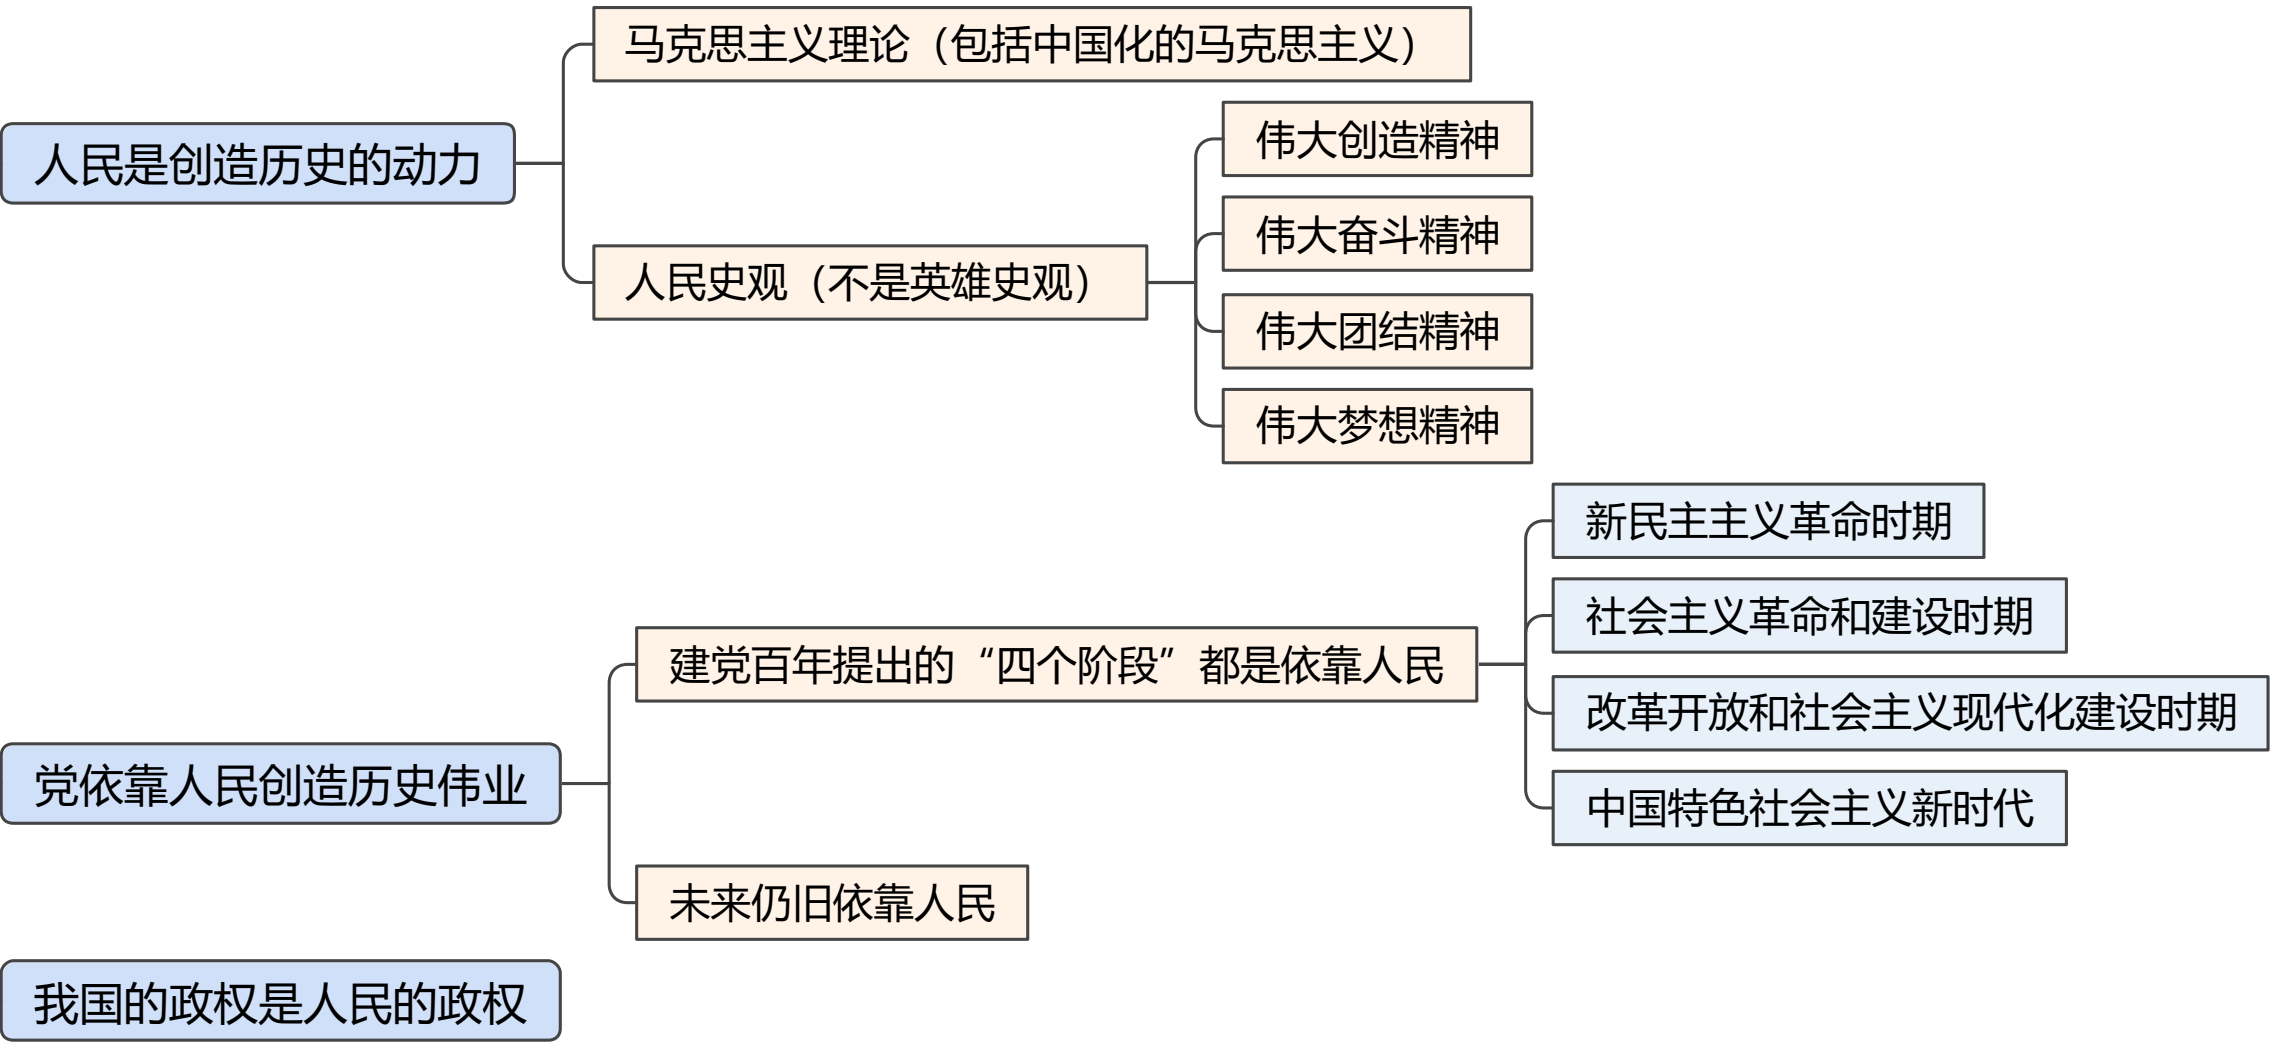 人民是创造历史的动力
马克思主义理论（包括中国化的马克思主义）
人民史观（不是英雄史观）
伟大创造精神
伟大奋斗精神
伟大团结精神
伟大梦想精神
党依靠人民创造历史伟业
建党百年提出的“四个阶段”都是依靠人民
新民主主义革命时期
社会主义革命和建设时期
改革开放和社会主义现代化建设时期
中国特色社会主义新时代
未来仍旧依靠人民
我国的政权是人民的政权